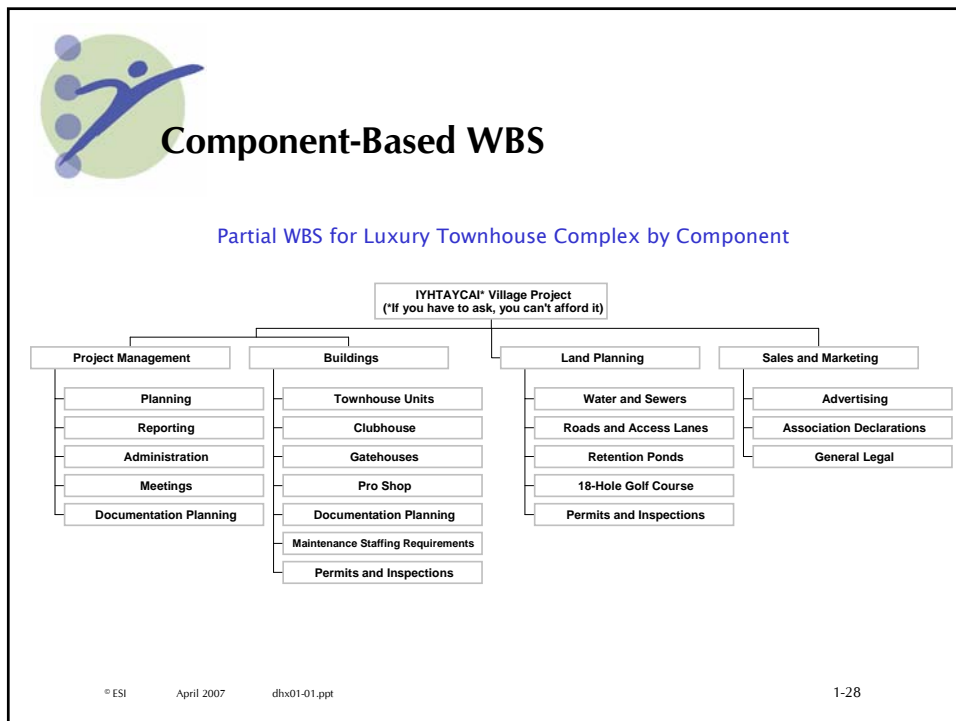 Component-Based WBS
Partial WBS for Luxury Townhouse Complex by Component
IYHTAYCAI* Village Project
(*If you have to ask, you can't afford it)
Project Management
Planning
Reporting
Administration
Meetings
Documentation Planning
Buildings
Townhouse Units
Clubhouse
Gatehouses
Pro Shop
Documentation Planning
Maintenance Staffing Requirements
Permits and Inspections
Land Planning
Water and Sewers
Roads and Access Lanes
Retention Ponds
18-Hole Golf Course
Permits and Inspections
Sales and Marketing
Advertising
Association Declarations
General Legal
© ESI April 2007 dhx01-01.ppt 1-28